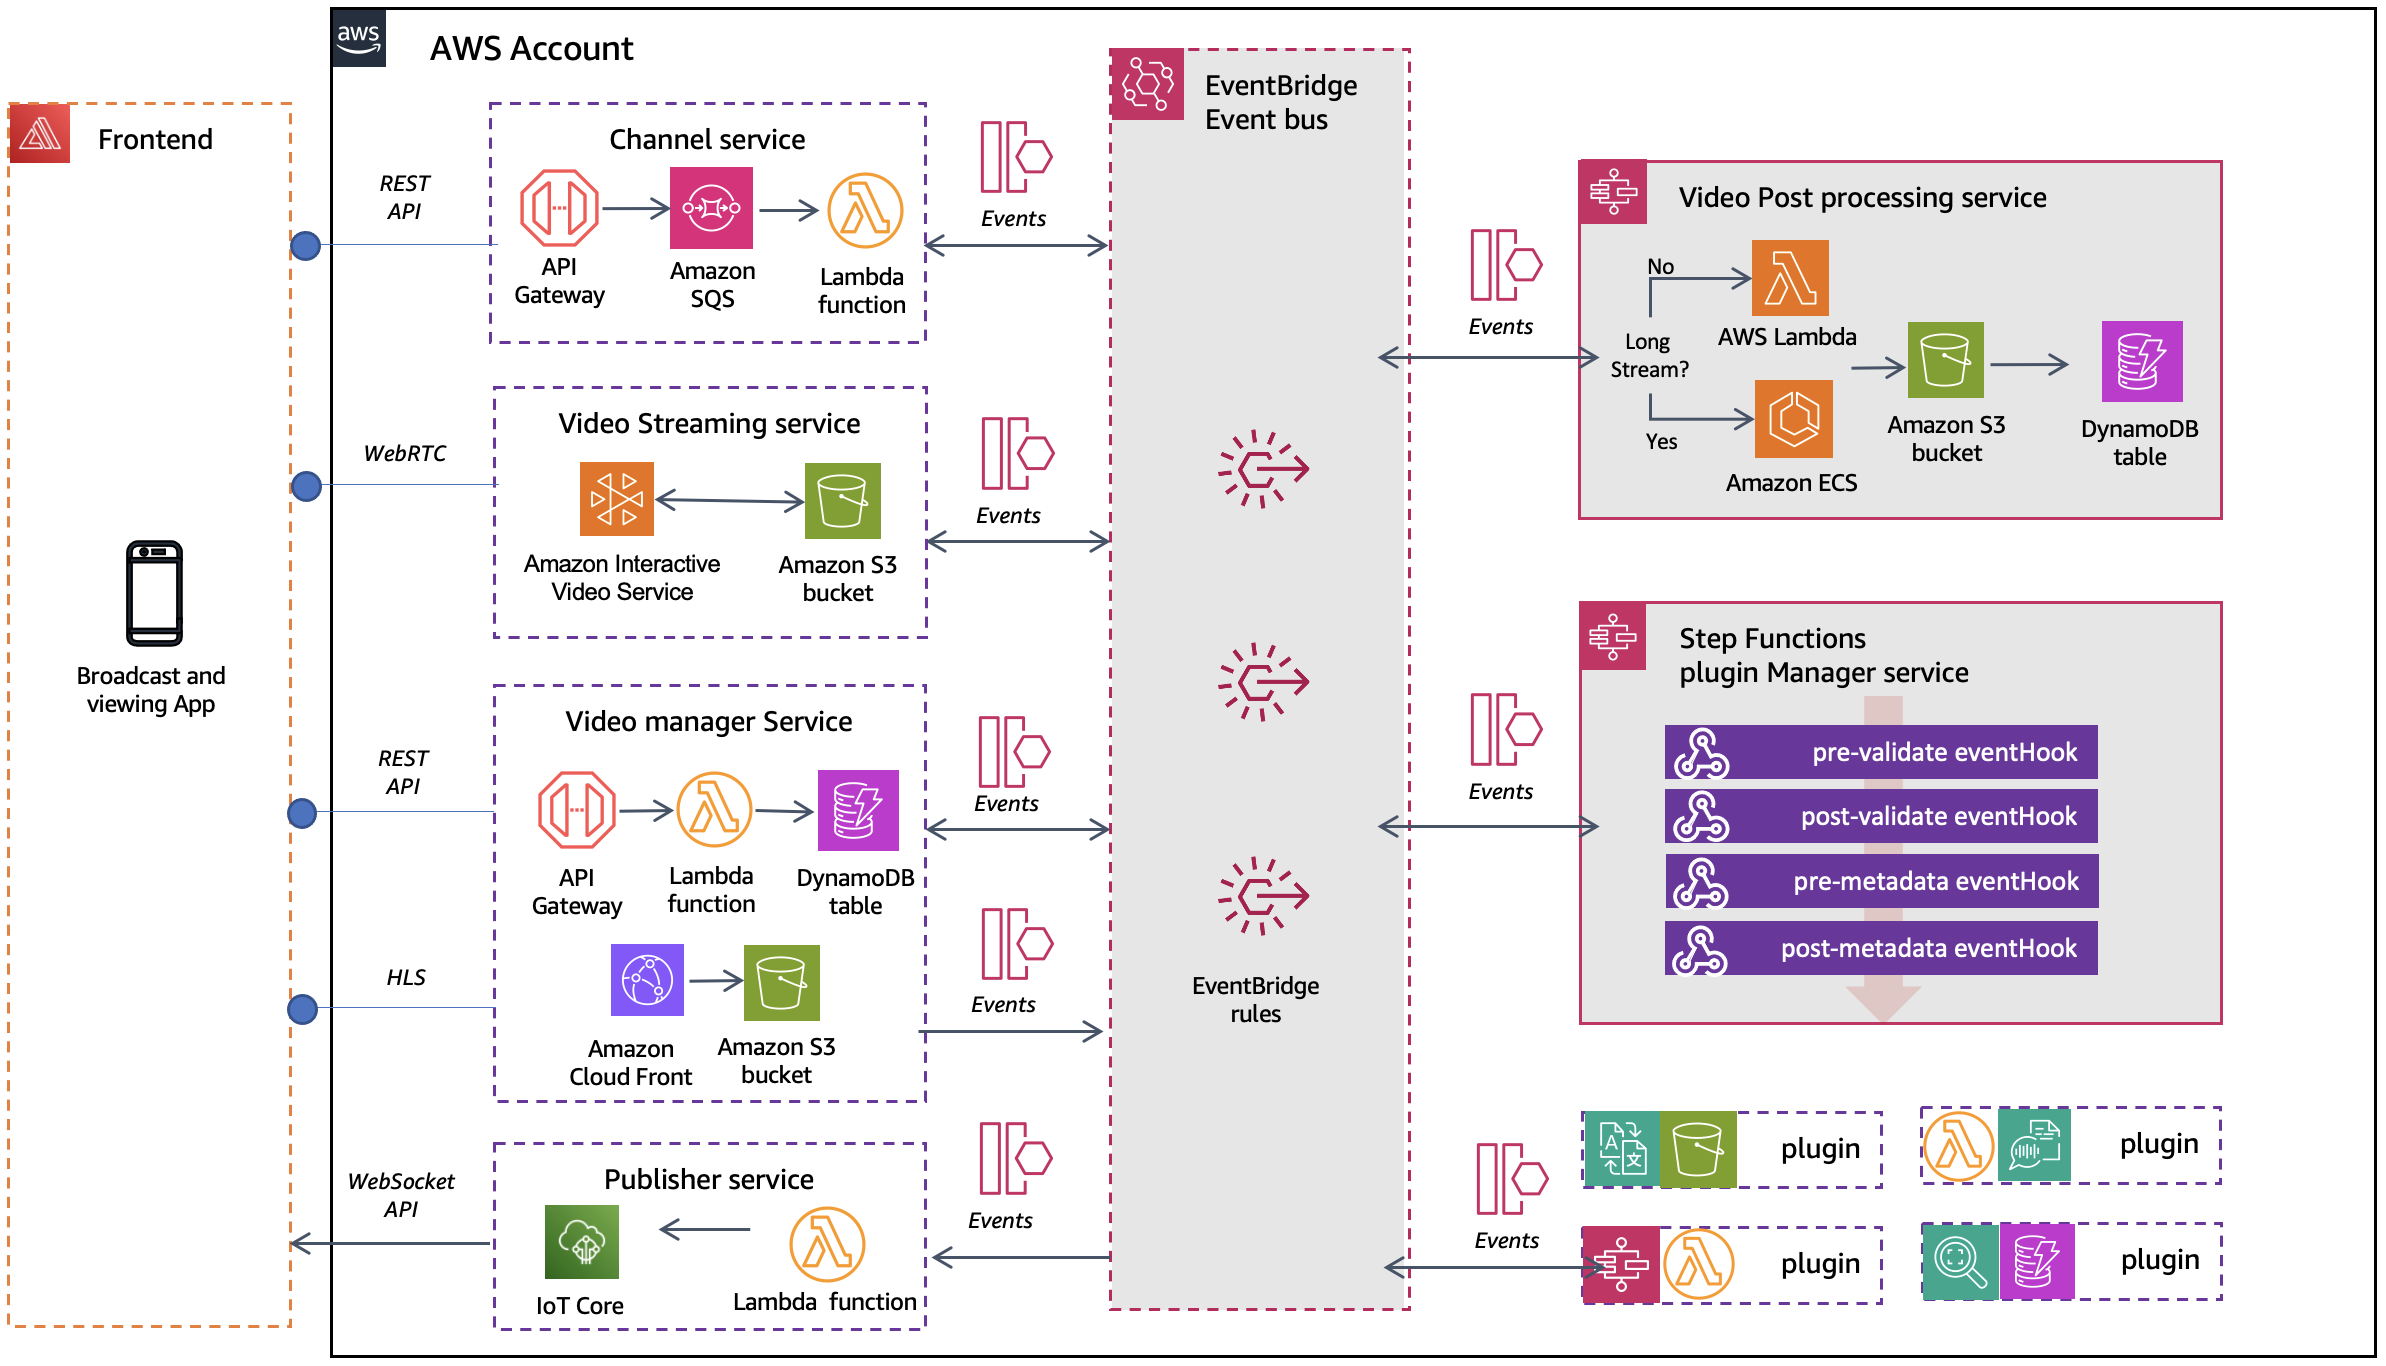 aws
AWS Account
Frontend
Broadcast and
viewing App
REST
API
WebRTC
REST
API
HLS
WebSocket
API
Channel service
API
Gateway
Amazon
SQS
Lambda
function
Events
Video Streaming service
Amazon Interactive
Video Service
Amazon S3
bucket
Events
Video manager Service
API
Gateway
Lambda
function
DynamoDB
table
Events
Amazon
Cloud Front
Amazon S3
bucket
Events
Publisher service
IoT Core
Lambda function
Events
EventBridge
Event bus
EventBridge
rules
Events
Video Post processing service
No
Long
Stream?
Yes
AWS Lambda
Amazon ECS
Amazon S3
bucket
DynamoDB
table
Events
Step Functions
plugin Manager service
pre-validate eventHook
post-validate eventHook
pre-metadata eventHook
post-metadata eventHook
Events
A
文
plugin
plugin
plugin
plugin